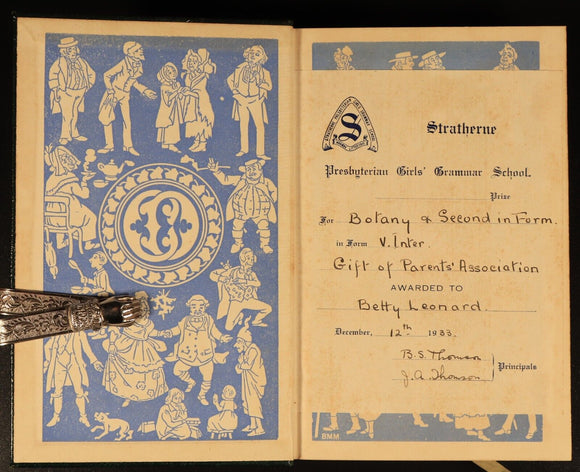 S
Stratherne
Presbyterian Girls' Grammar School.
Prize
For Botany & Second in Form.
in Form V. Inter.
Gift of Parents' Association
AWARDED TO
Betty Leonard.
December, 12th 1933.
B.S. Thomson
J.A. Thomson
Principals
BMM